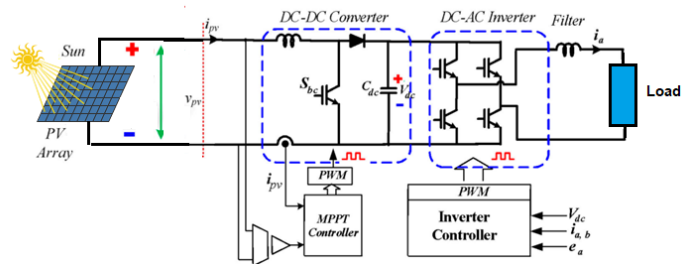 i_pv
DC-DC Converter
DC-AC Inverter
Filter
Sun
+
i_a
S_bc
C_dc
+
V_dc
-
v_pv
Load
-
PV
Array
i_pv
PWM
PWM
MPPT
Controller
Inverter
Controller
V_dc
i_a, b
e_a